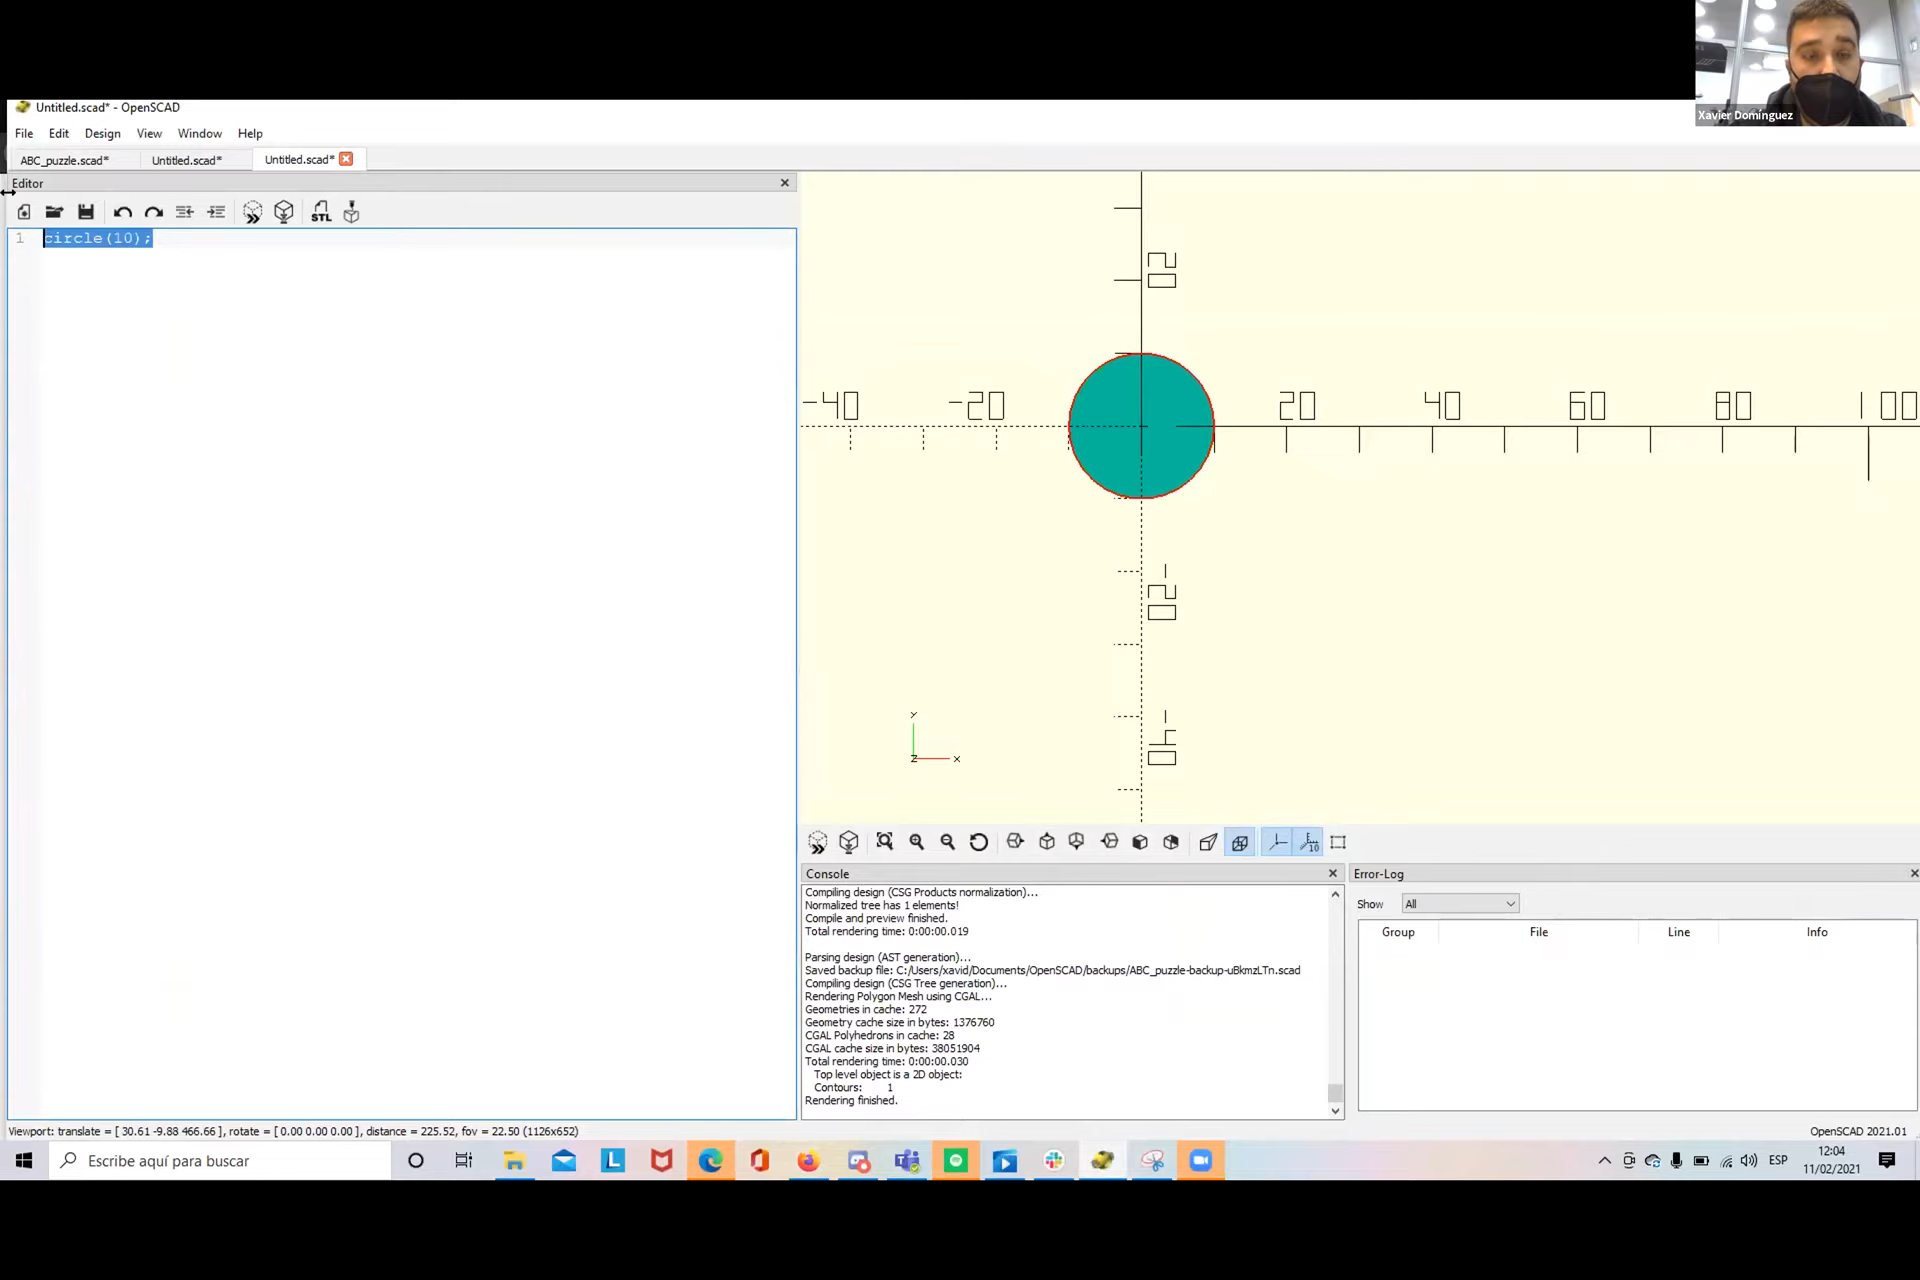 Xavier Domínguez
Untitled.scad* - OpenSCAD
File Edit Design View Window Help
ABC_puzzle.scad* Untitled.scad* Untitled.scad*
Editor
STL
1 circle(10);
20
-40 -20 20 40 60 80 100
-20
-40
Y
Z X
10
Console
Compiling design (CSG Products normalization)...
Normalized tree has 1 elements!
Compile and preview finished.
Total rendering time: 0:00:00.019
Parsing design (AST generation)...
Saved backup file: C:/Users/xavid/Documents/OpenSCAD/backups/ABC_puzzle-backup-uBkmzLTn.scad
Compiling design (CSG Tree generation)...
Rendering Polygon Mesh using CGAL...
Geometries in cache: 272
Geometry cache size in bytes: 1376760
CGAL Polyhedrons in cache: 28
CGAL cache size in bytes: 38051904
Total rendering time: 0:00:00.030
Top level object is a 2D object:
Contours: 1
Rendering finished.
Error-Log
Show All
Group File Line Info
Viewport: translate = [ 30.61 -9.88 466.66 ], rotate = [ 0.00 0.00 0.00 ], distance = 225.52, fov = 22.50 (1126x652)
OpenSCAD 2021.01
Escribe aquí para buscar
L
ESP
12:04
11/02/2021